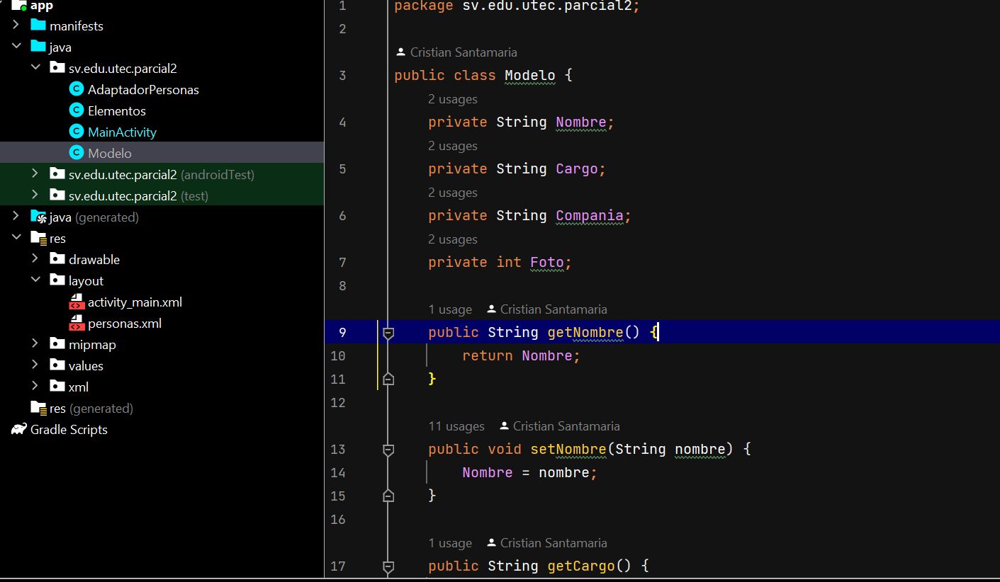 app
manifests
java
sv.edu.utec.parcial2
AdaptadorPersonas
Elementos
MainActivity
Modelo
sv.edu.utec.parcial2 (androidTest)
sv.edu.utec.parcial2 (test)
java (generated)
res
drawable
layout
activity_main.xml
personas.xml
mipmap
values
xml
res (generated)
Gradle Scripts
1 package sv.edu.utec.parcial2;
2
Cristian Santamaria
3 public class Modelo {
2 usages
4 private String Nombre;
2 usages
5 private String Cargo;
2 usages
6 private String Compania;
2 usages
7 private int Foto;
8
1 usage Cristian Santamaria
9 public String getNombre() {
10 return Nombre;
11 }
12
11 usages Cristian Santamaria
13 public void setNombre(String nombre) {
14 Nombre = nombre;
15 }
16
1 usage Cristian Santamaria
17 public String getCargo() {